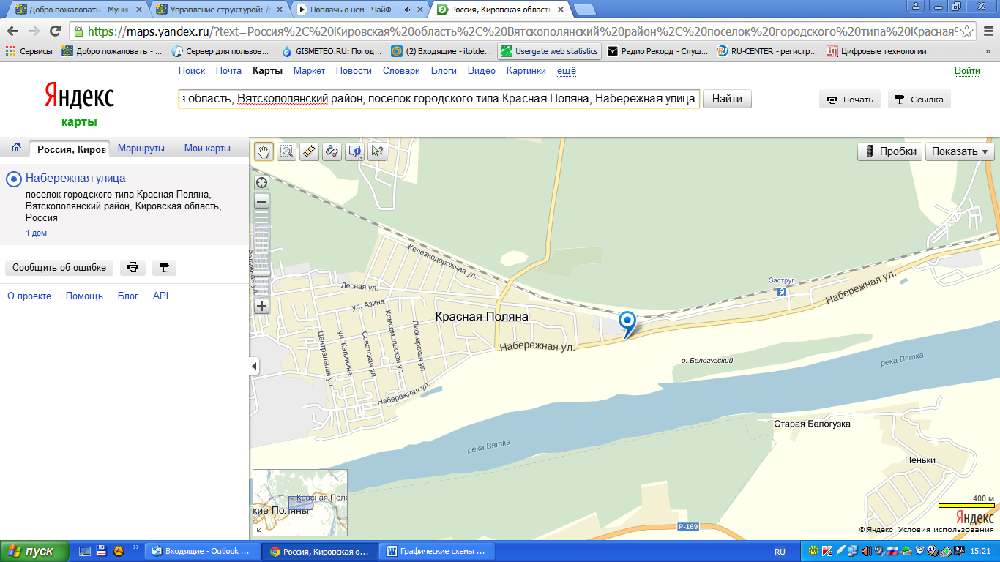 Добро пожаловать - Муни
Управление структурой: /
Поплачь о нём - ЧайФ
Россия, Кировская область
https://maps.yandex.ru/?text=Россия%2C%20Кировская%20область%2C%20Вятскополянский%20район%2C%20поселок%20городского%20типа%20Красная%
Сервисы
Добро пожаловать - ...
Сервер для пользов...
GISMETEO.RU: Погод...
(2) Входящие - itotde...
Usergate web statistics
Радио Рекорд - Слуш...
RU-CENTER - регистр...
Цифровые технологии
»
Поиск Почта Карты Маркет Новости Словари Блоги Видео Картинки ещё
Войти
Яндекс
карты
я область, Вятскополянский район, поселок городского типа Красная Поляна, Набережная улица
Найти
Печать
Ссылка
Россия, Киров
Маршруты
Мои карты
Набережная улица
поселок городского типа Красная Поляна,
Вятскополянский район, Кировская область,
Россия
1 дом
Сообщить об ошибке
О проекте Помощь Блог API
Пробки
Показать
Железнодорожная ул.
Радужная ул.
Лесная ул.
ул. Азина
Красная Поляна
Центральная ул.
ул. Калинина
Советская ул.
Комсомольская ул.
Пионерская ул.
Набережная ул.
Набережная ул.
Заструг
Набережная ул.
о. Белогузский
река Вятка
река Вятка
Старая Белогузка
Пеньки
Р-169
Красная Поля
кие Поляны
400 м
Яндекс
© Яндекс Условия использования
пуск
»
Входящие - Outlook ...
Россия, Кировская о...
Графические схемы ...
RU
15:21